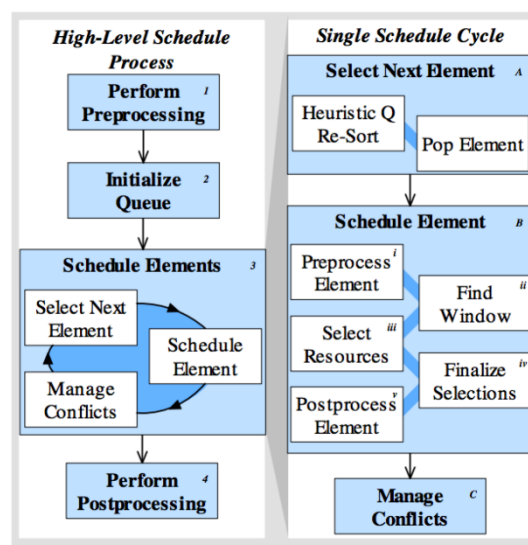 High-Level Schedule
Process
Perform 1
Preprocessing
Initialize 2
Queue
Schedule Elements 3
Select Next
Element
Schedule
Element
Manage
Conflicts
Perform 4
Postprocessing
Single Schedule Cycle
Select Next Element A
Heuristic Q
Re-Sort
Pop Element
Schedule Element B
Preprocess i
Element
Find ii
Window
Select iii
Resources
Finalize iv
Selections
Postprocess v
Element
Manage C
Conflicts